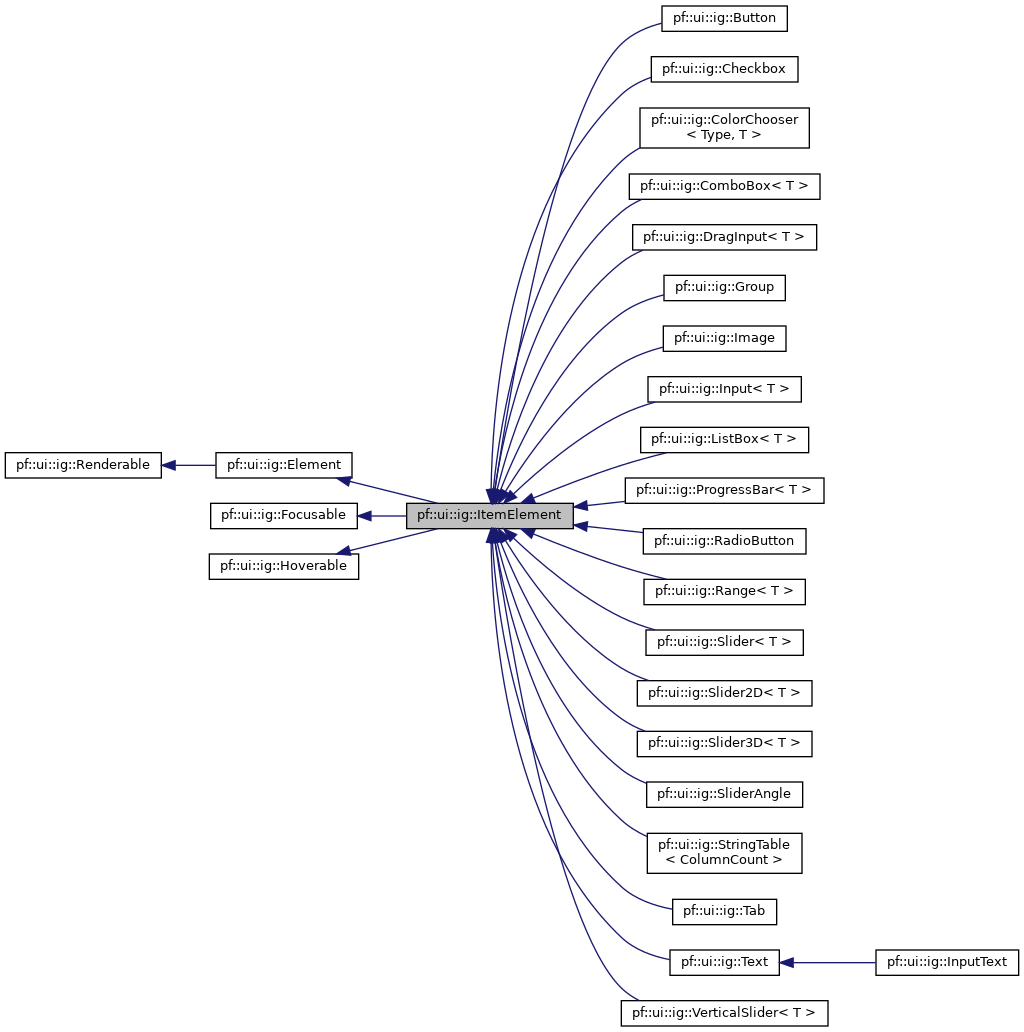 pf::ui::ig::Button
pf::ui::ig::Checkbox
pf::ui::ig::ColorChooser
< Type, T >
pf::ui::ig::ComboBox< T >
pf::ui::ig::DragInput< T >
pf::ui::ig::Group
pf::ui::ig::Image
pf::ui::ig::Input< T >
pf::ui::ig::ListBox< T >
pf::ui::ig::Renderable
pf::ui::ig::Element
pf::ui::ig::ProgressBar< T >
pf::ui::ig::Focusable
pf::ui::ig::ItemElement
pf::ui::ig::RadioButton
pf::ui::ig::Hoverable
pf::ui::ig::Range< T >
pf::ui::ig::Slider< T >
pf::ui::ig::Slider2D< T >
pf::ui::ig::Slider3D< T >
pf::ui::ig::SliderAngle
pf::ui::ig::StringTable
< ColumnCount >
pf::ui::ig::Tab
pf::ui::ig::Text
pf::ui::ig::InputText
pf::ui::ig::VerticalSlider< T >